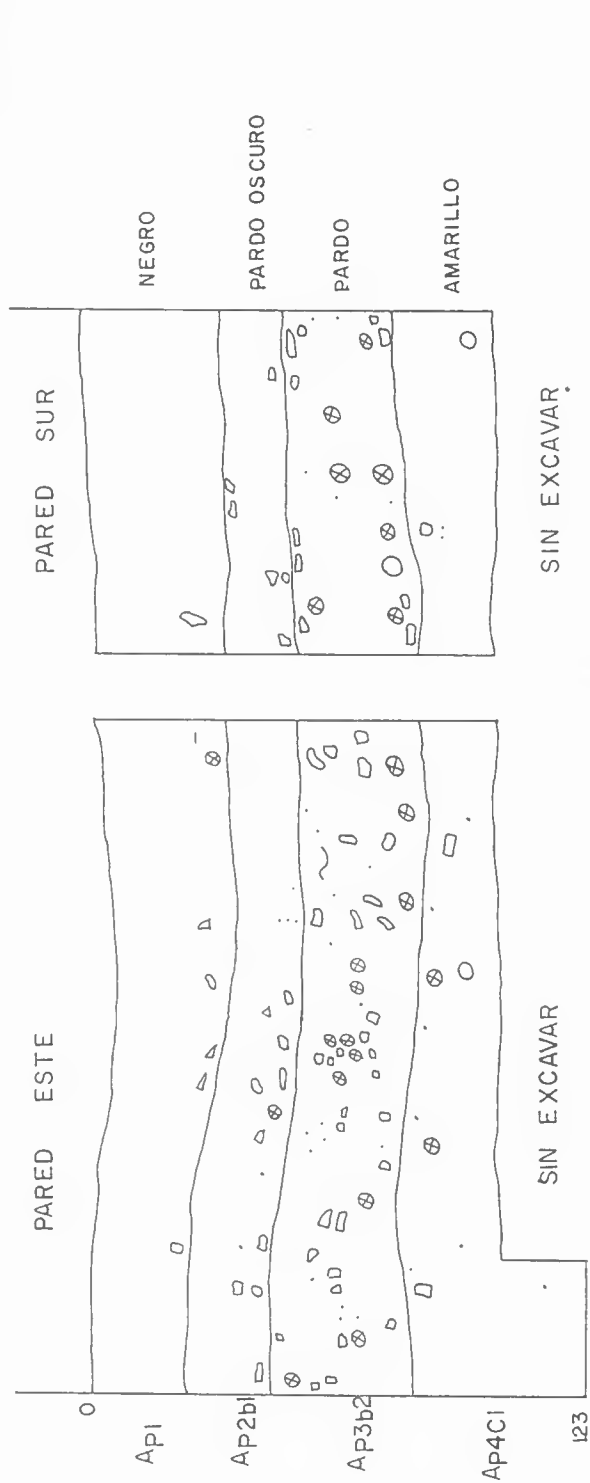 PARED ESTE
PARED SUR
0
Ap1
Ap2b1
Ap3b2
Ap4C1
123
NEGRO
PARDO OSCURO
PARDO
AMARILLO
SIN EXCAVAR
SIN EXCAVAR.